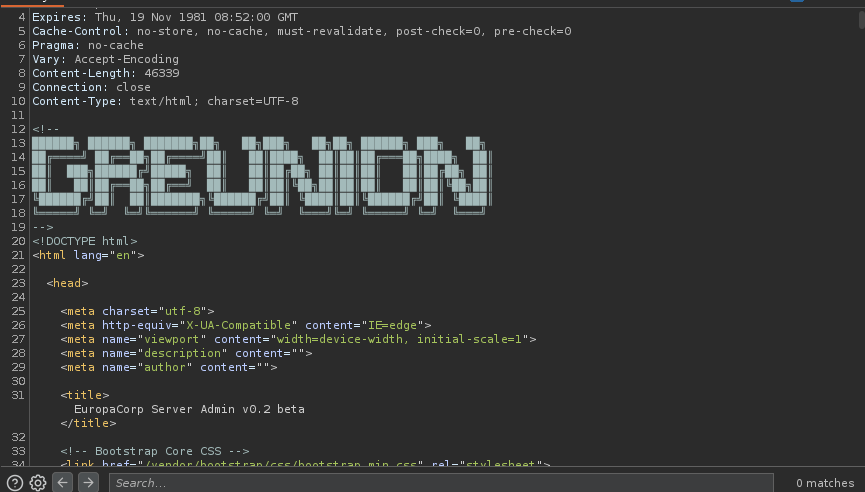 4 Expires: Thu, 19 Nov 1981 08:52:00 GMT
5 Cache-Control: no-store, no-cache, must-revalidate, post-check=0, pre-check=0
6 Pragma: no-cache
7 Vary: Accept-Encoding
8 Content-Length: 46339
9 Connection: close
10 Content-Type: text/html; charset=UTF-8
11
12 <!--
13
14
15 GREUNION
16
17
18
19 -->
20 <!DOCTYPE html>
21 <html lang="en">
22
23 <head>
24
25 <meta charset="utf-8">
26 <meta http-equiv="X-UA-Compatible" content="IE=edge">
27 <meta name="viewport" content="width=device-width, initial-scale=1">
28 <meta name="description" content="">
29 <meta name="author" content="">
30
31 <title>
EuropaCorp Server Admin v0.2 beta
</title>
32
33 <!-- Bootstrap Core CSS -->
34 <link href="/vendor/bootstrap/css/bootstrap.min.css" rel="stylesheet">
Search...
0 matches